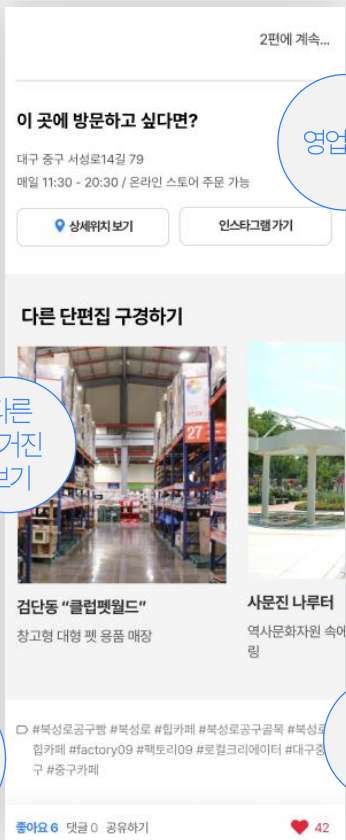 2편에 계속...
이 곳에 방문하고 싶다면?
영업
대구 중구 서성로14길 79
매일 11:30 - 20:30 / 온라인 스토어 주문 가능
상세위치 보기
인스타그램 가기
다른 단편집 구경하기
27
다른
거진
보기
검단동 “클럽펫월드”
창고형 대형 펫 용품 매장
사문진 나루터
역사문화자원 속에
링
#북성로공구빵 #북성로 #힙카페 #북성로공구골목 #북성로
힙카페 #factory09 #팩토리09 #로컬크리에이터 #대구중
구 #중구카페
좋아요 6 댓글 0 공유하기
42